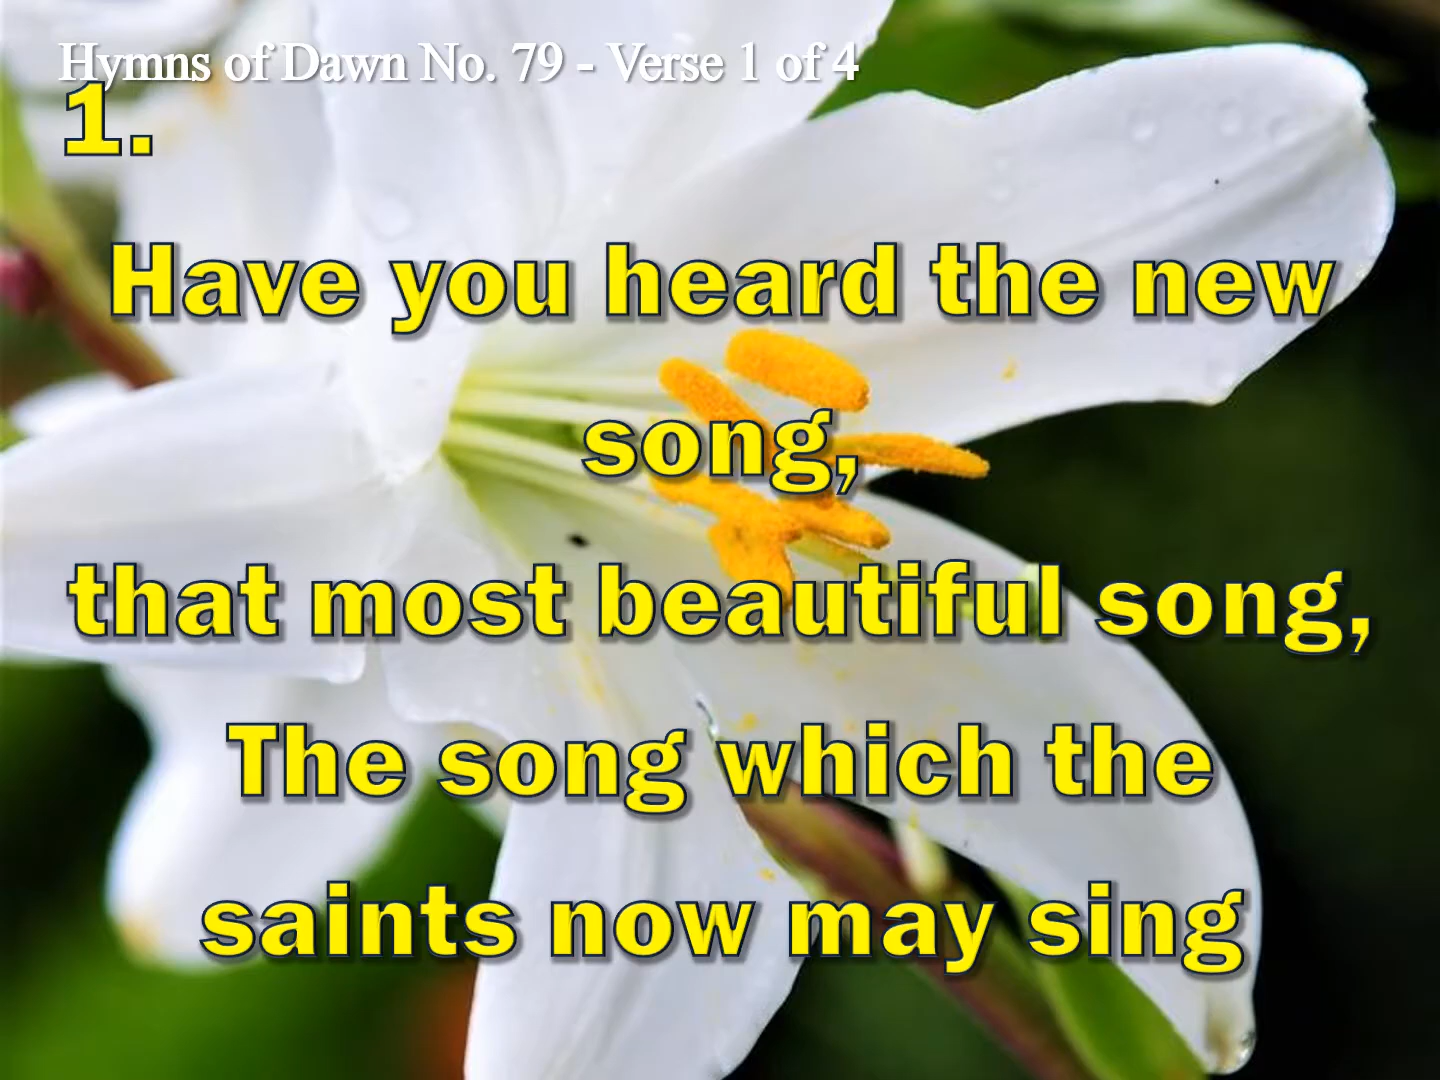 Hymns of Dawn No. 79 - Verse 1 of 4
1.
Have you heard the new
song,
that most beautiful song,
The song which the
saints now may sing